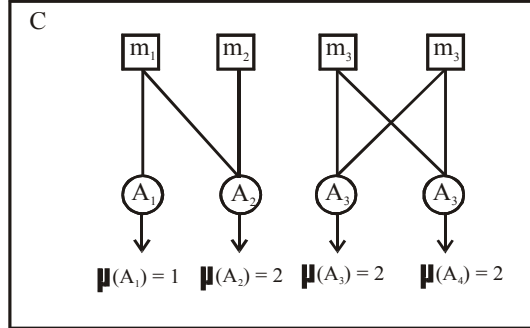 C
m₁ m₂ m₃ m₃
A₁ A₂ A₃ A₃
μ(A₁) = 1 μ(A₂) = 2 μ(A₃) = 2 μ(A₄) = 2